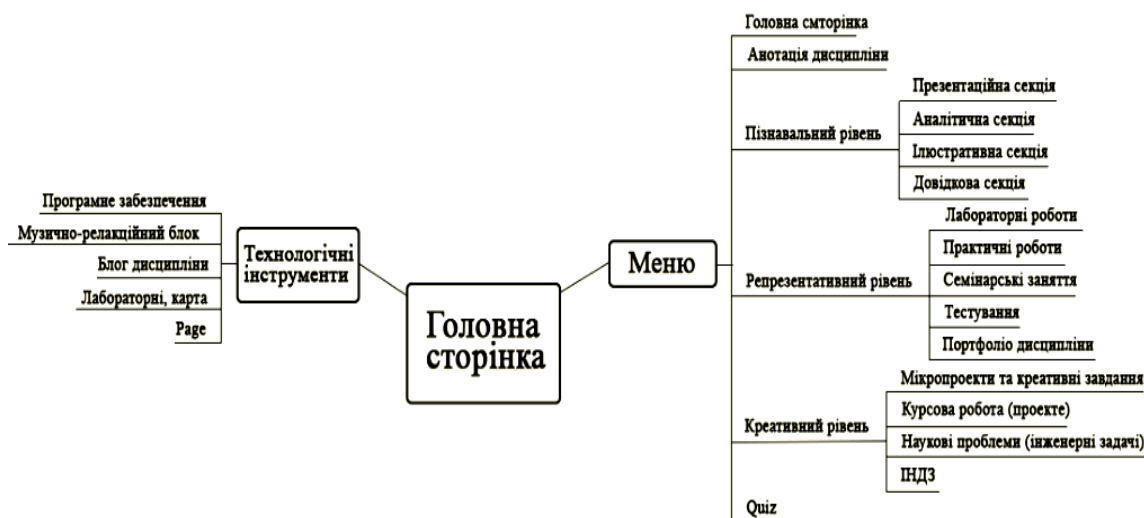 Головна
сторінка
Технологічні
інструменти
Програмне забезпечення
Музично-релакційний блок
Блог дисципліни
Лабораторні, карта
Page
Меню
Головна смторінка
Анотація дисципліни
Пізнавальний рівень
Презентаційна секція
Аналітична секція
Ілюстративна секція
Довідкова секція
Репрезентативний рівень
Лабораторні роботи
Практичні роботи
Семінарські заняття
Тестування
Портфоліо дисципліни
Креативний рівень
Мікропроекти та креативні завдання
Курсова робота (проекте)
Наукові проблеми (інженерні задачі)
ІНДЗ
Quiz